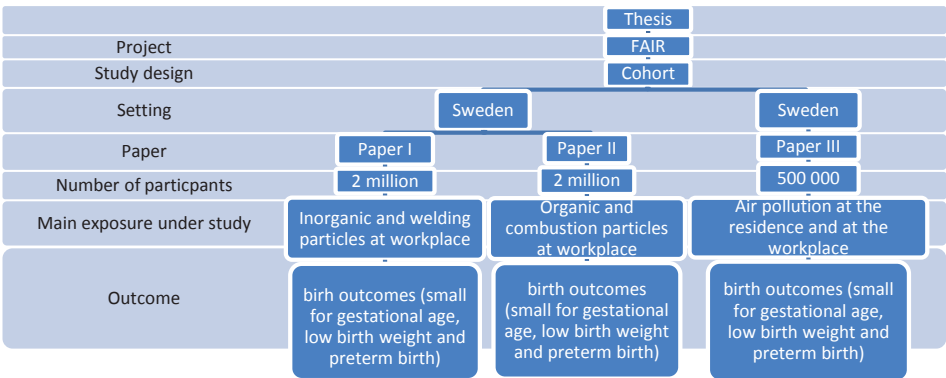 Thesis
Project
FAIR
Study design
Cohort
Setting
Sweden
Sweden
Paper
Paper I
Paper II
Paper III
Number of particpants
2 million
2 million
500 000
Main exposure under study
Inorganic and welding
particles at workplace
Organic and
combustion particles
at workplace
Air pollution at the
residence and at the
workplace
Outcome
birh outcomes (small
for gestational age,
low birth weight and
preterm birth)
birth outcomes
(small for gestational
age, low birth weight
and preterm birth)
birth outcomes (small
for gestational age,
low birth weight and
preterm birth)